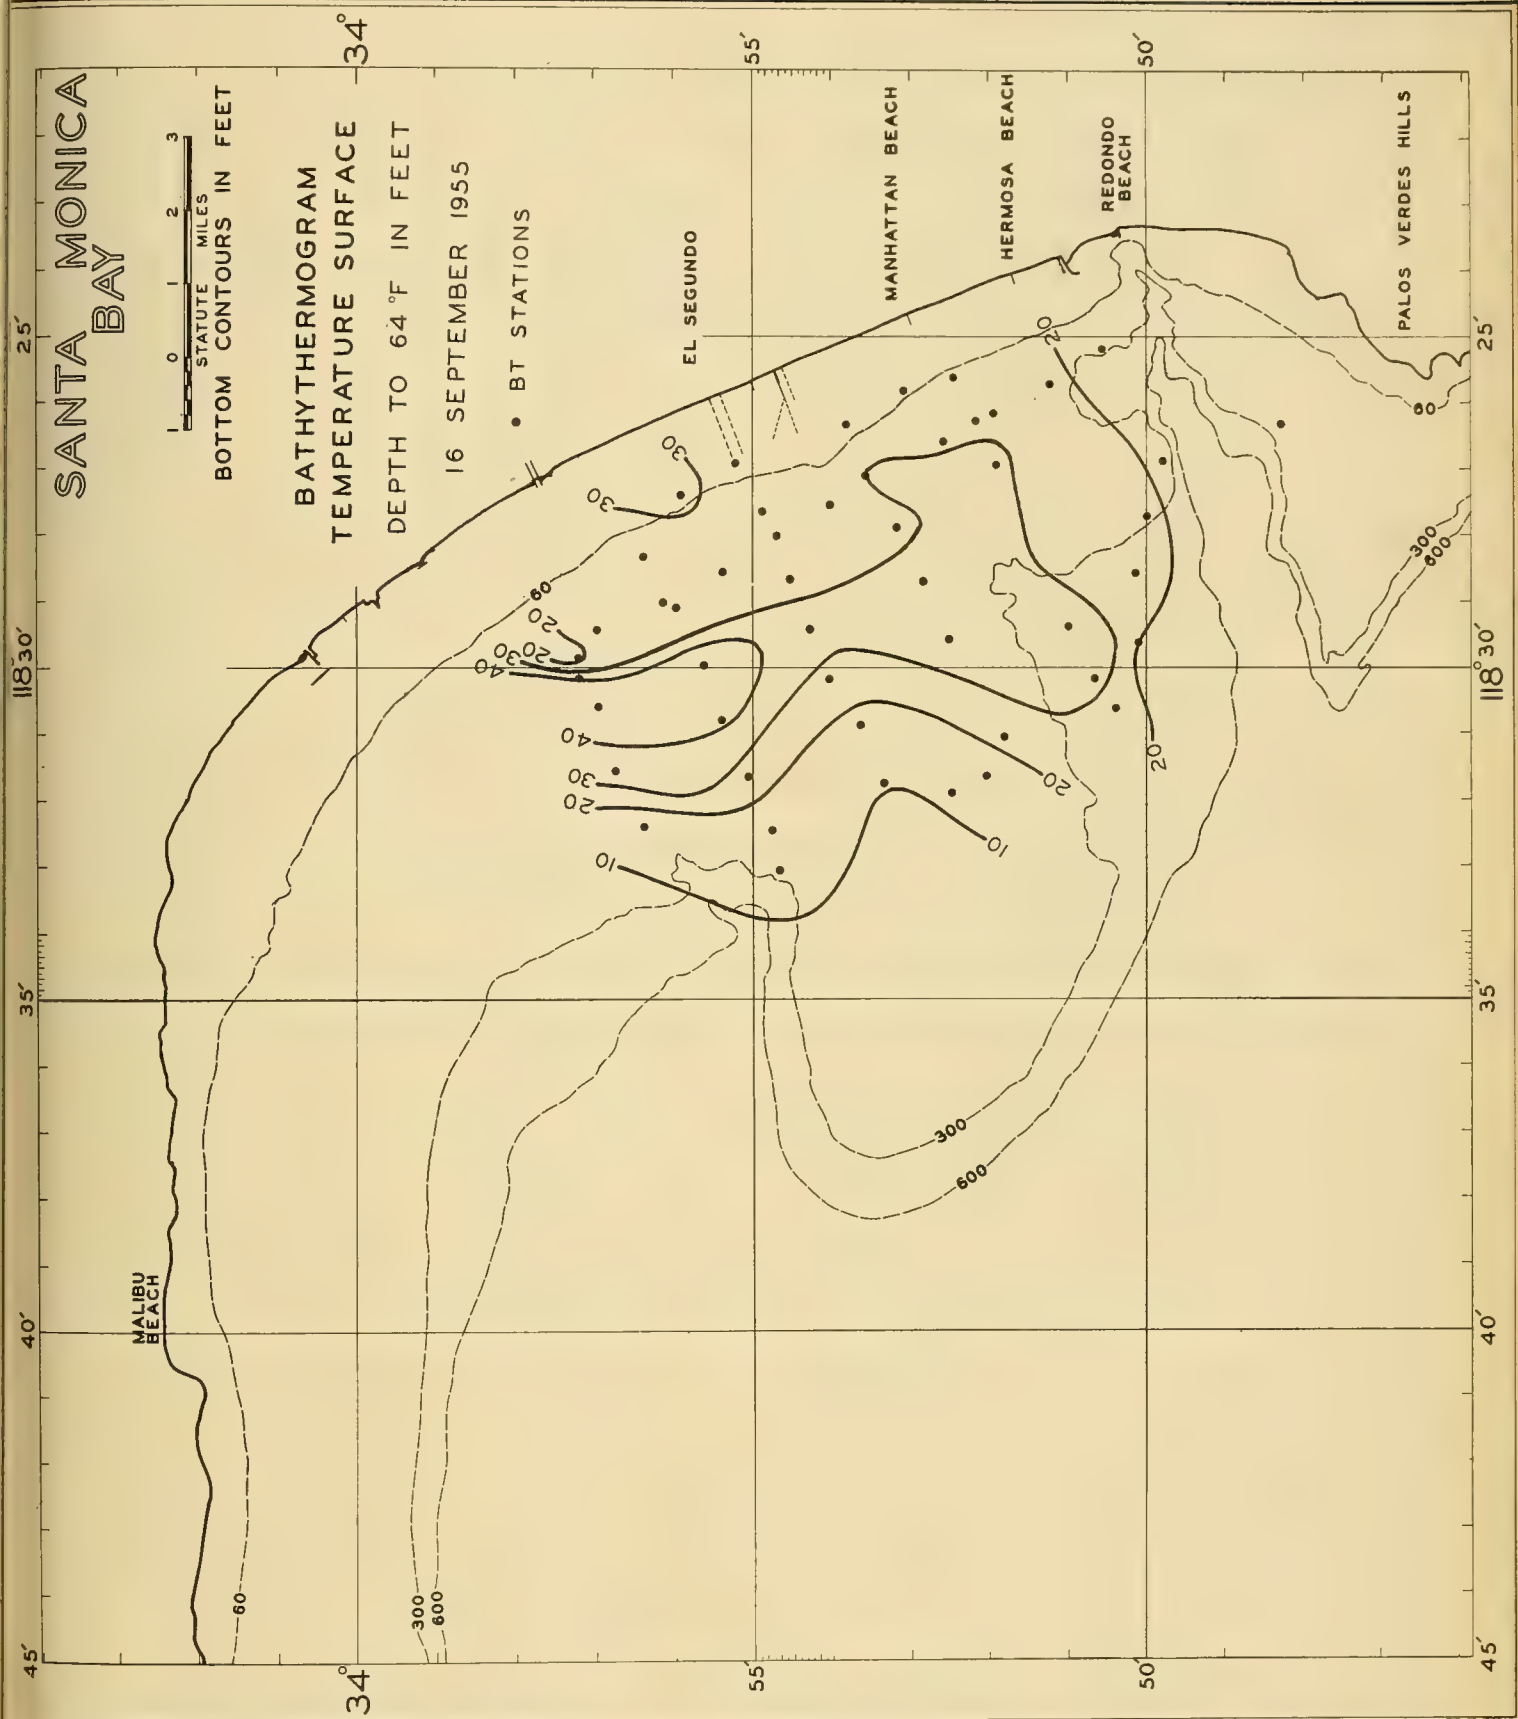 SANTA MONICA
BAY
1 0 1 2 3
STATUTE MILES
BOTTOM CONTOURS IN FEET
BATHYTHERMOGRAM
TEMPERATURE SURFACE
DEPTH TO 64°F IN FEET
16 SEPTEMBER 1955
• BT STATIONS
EL SEGUNDO
MANHATTAN BEACH
HERMOSA BEACH
REDONDO
BEACH
PALOS VERDES HILLS
MALIBU
BEACH
45' 40' 35' 118°30' 25'
34°
34°
55'
55'
50'
50'
45' 40' 35' 118°30' 25'
60
60
60
300
600
300
600
300
600
30
30
20
20
30
40
40
30
20
10
10
20
20
20